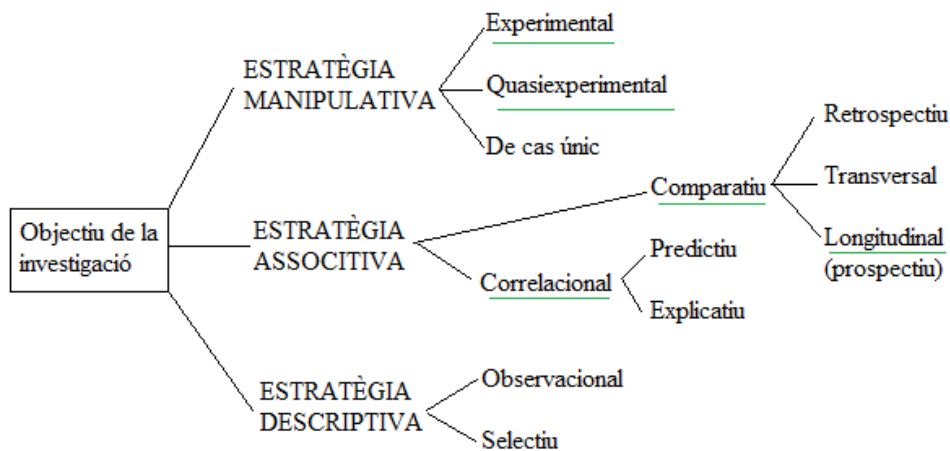 Objectiu de la
investigació
ESTRATÈGIA
MANIPULATIVA
Experimental
Quasiexperimental
De cas únic
ESTRATÈGIA
ASSOCITIVA
Comparatiu
Retrospectiu
Transversal
Longitudinal
(prospectiu)
Correlacional
Predictiu
Explicatiu
ESTRATÈGIA
DESCRIPTIVA
Observacional
Selectiu